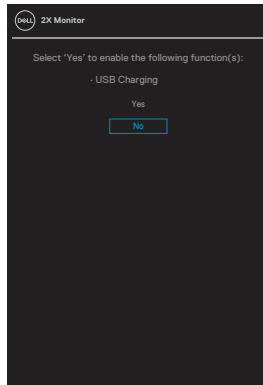 DELL 2X Monitor
Select ‘Yes’ to enable the following function(s):
· USB Charging
Yes
No